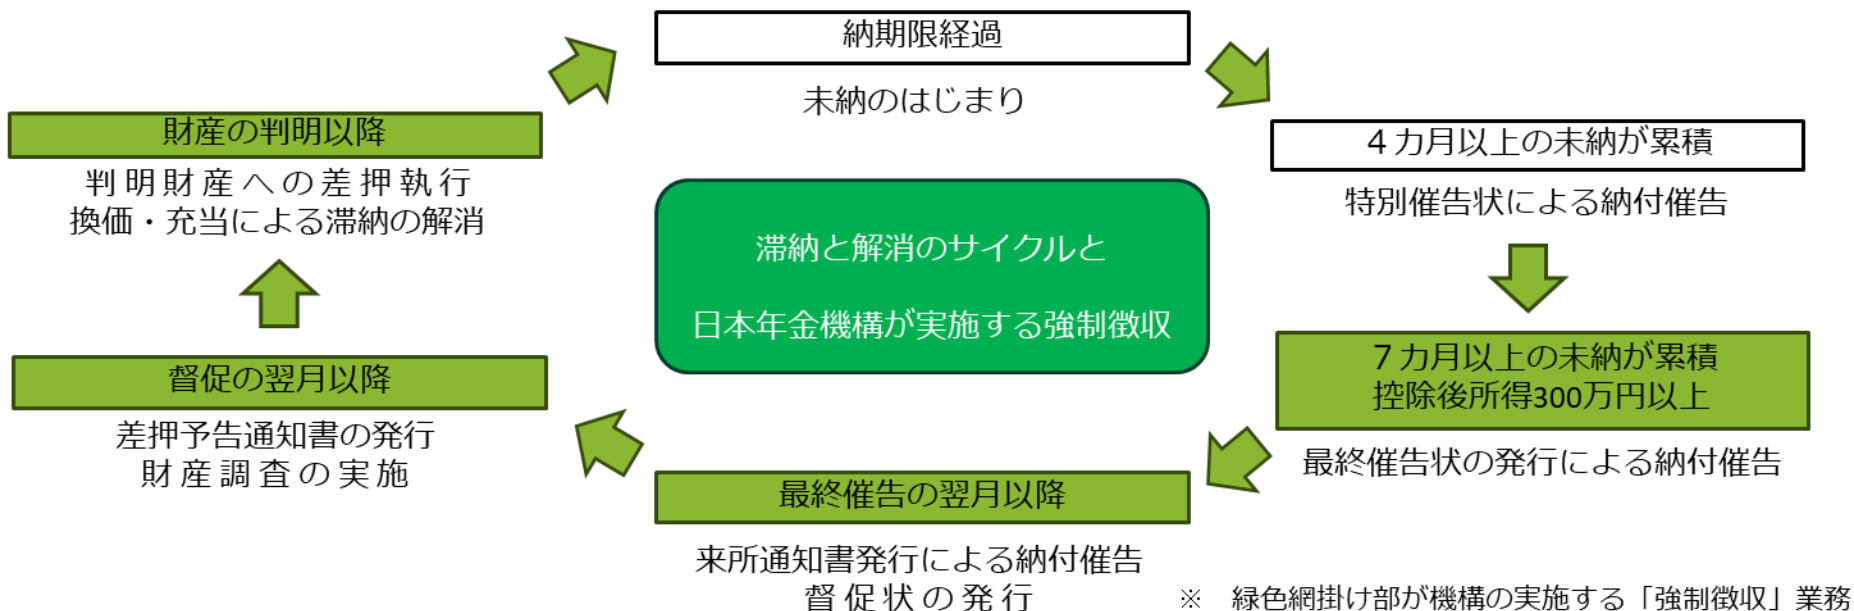 納期限経過
未納のはじまり
４カ月以上の未納が累積
特別催告状による納付催告
７カ月以上の未納が累積
控除後所得300万円以上
最終催告状の発行による納付催告
最終催告の翌月以降
来所通知書発行による納付催告
督促状の発行
督促の翌月以降
差押予告通知書の発行
財産調査の実施
財産の判明以降
判明財産への差押執行
換価・充当による滞納の解消
滞納と解消のサイクルと
日本年金機構が実施する強制徴収
※　緑色網掛け部が機構の実施する「強制徴収」業務